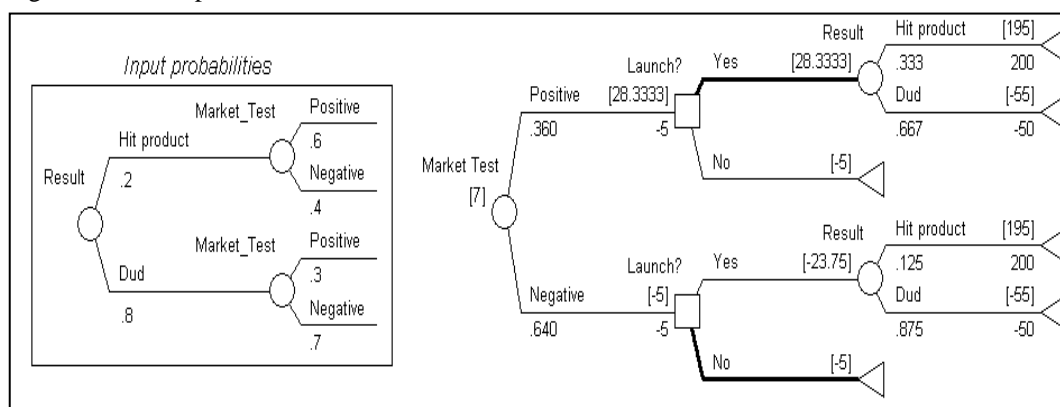 Input probabilities
Market_Test
Positive
.6
Hit product
Negative
Result
.2
.4
Market_Test
Positive
Dud
.3
Negative
.8
.7
Result
Hit product [195]
Launch?
Yes [28.3333]
.333 200
Positive [28.3333]
Dud [-55]
.360 -5
.667 -50
Market Test
No [-5]
[7]
Result
Hit product [195]
Launch?
Yes [-23.75]
.125 200
Negative [-5]
Dud [-55]
.640 -5
.875 -50
No [-5]